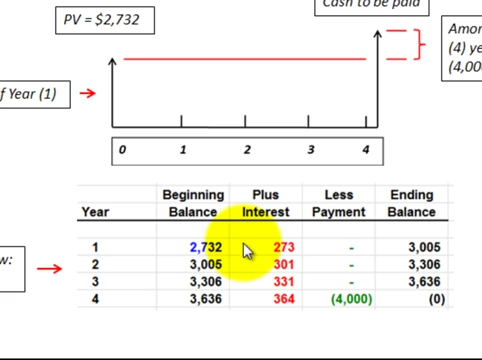 Cash to be paid
PV = $2,732
Amo
(4) ye
(4,00
f Year (1)
0 1 2 3 4
Beginning Plus Less Ending
Year Balance Interest Payment Balance
1 2,732 273 - 3,005
2 3,005 301 - 3,306
3 3,306 331 - 3,636
4 3,636 364 (4,000) (0)
w: